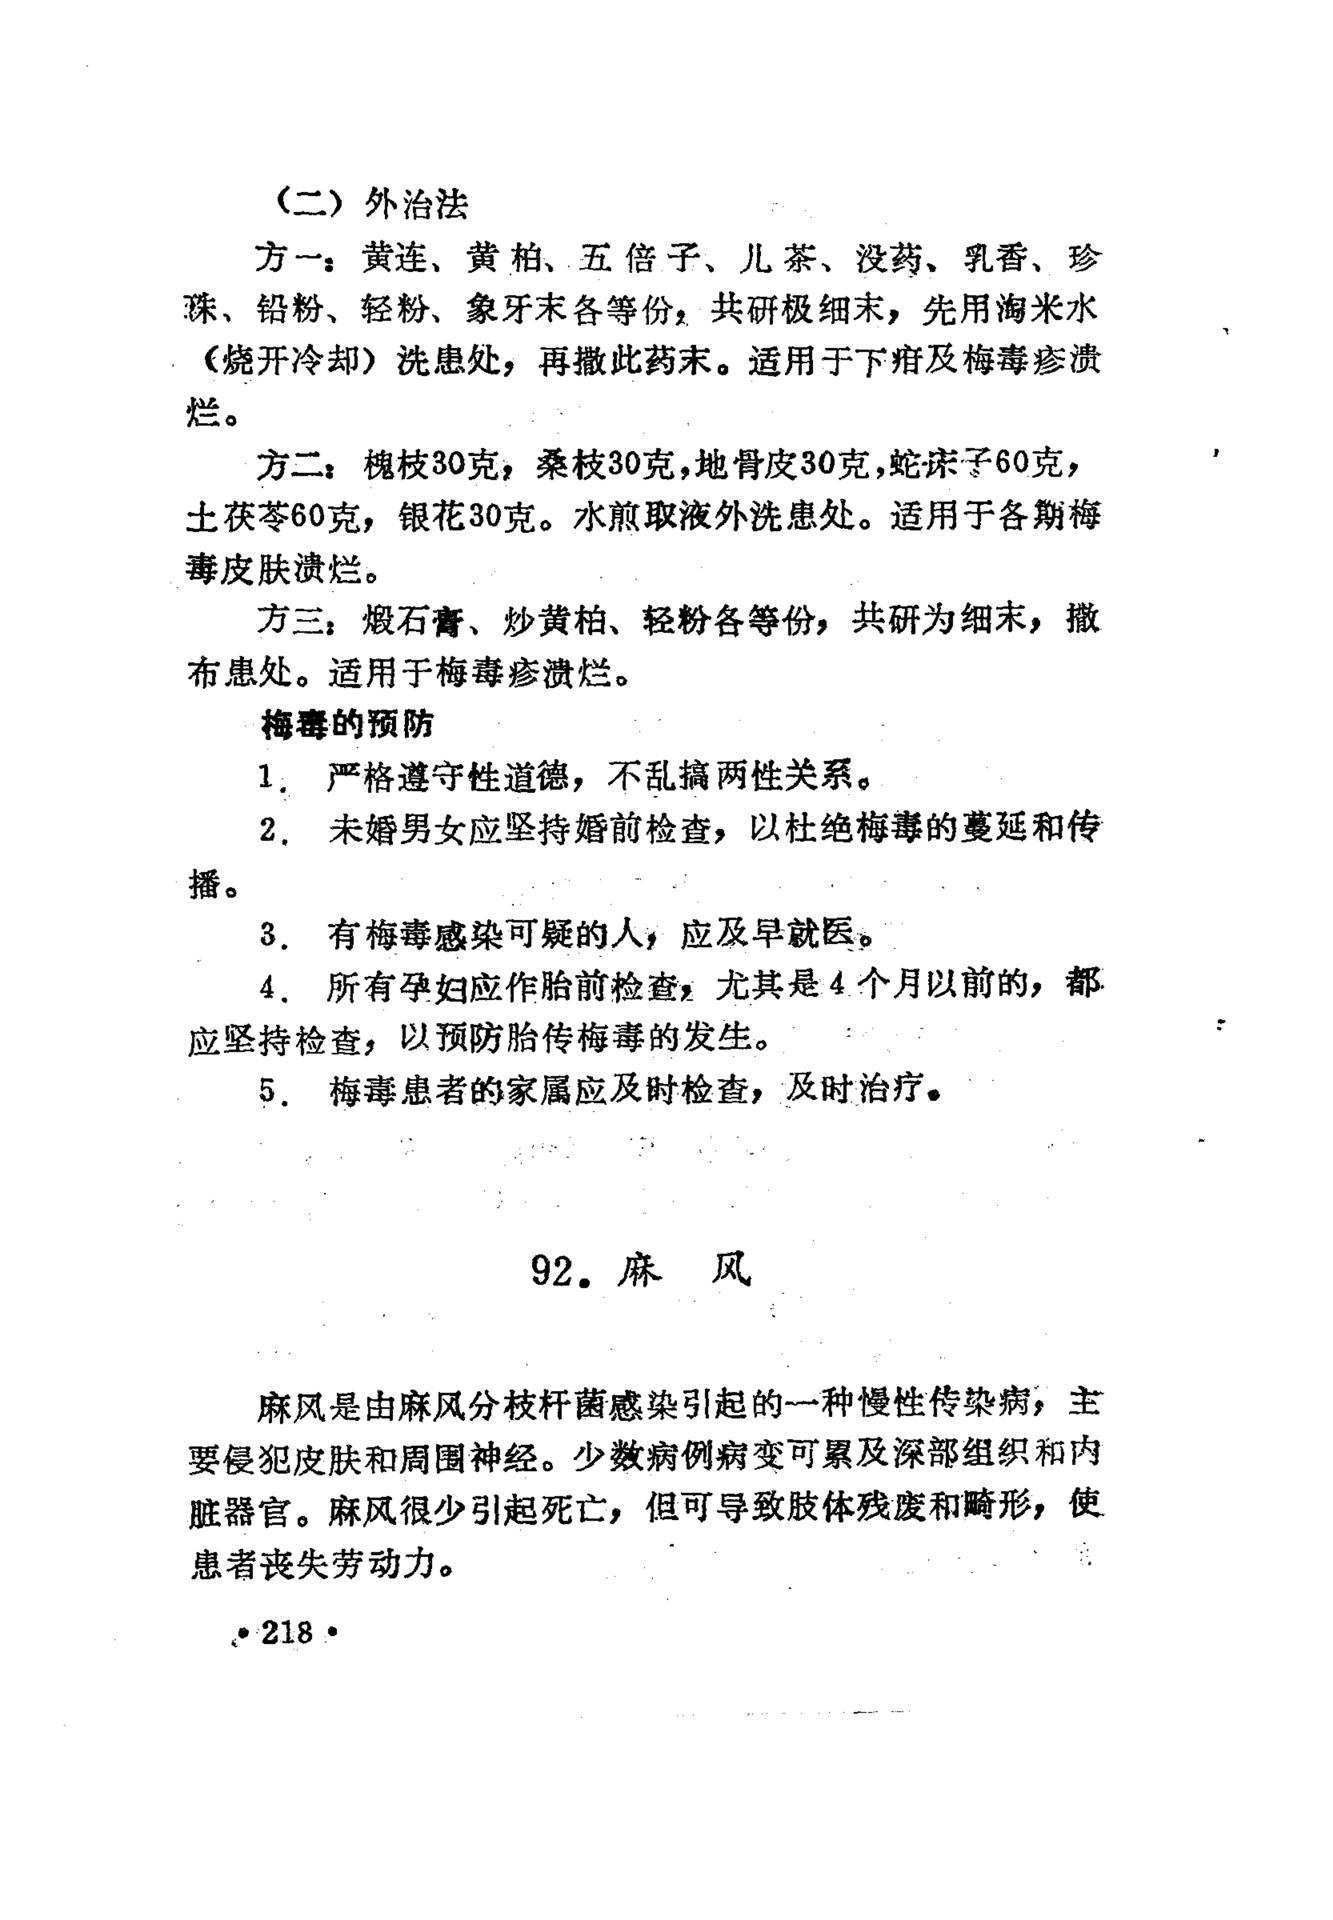 （二）外治法
方一：黄连、黄柏、五倍子、儿茶、没药、乳香、珍
珠、铅粉、轻粉、象牙末各等份，共研极细末，先用淘米水
（烧开冷却）洗患处，再撒此药末。适用于下疳及梅毒疹溃
烂。
方二：槐枝30克，桑枝30克，地骨皮30克，蛇床子60克，
土茯苓60克，银花30克。水煎取液外洗患处。适用于各期梅
毒皮肤溃烂。
方三：煅石膏、炒黄柏、轻粉各等份，共研为细末，撒
布患处。适用于梅毒疹溃烂。
梅毒的预防
1．严格遵守性道德，不乱搞两性关系。
2．未婚男女应坚持婚前检查，以杜绝梅毒的蔓延和传
播。
3．有梅毒感染可疑的人，应及早就医。
4．所有孕妇应作胎前检查，尤其是4个月以前的，都
应坚持检查，以预防胎传梅毒的发生。
5．梅毒患者的家属应及时检查，及时治疗。
92．麻 风
麻风是由麻风分枝杆菌感染引起的一种慢性传染病，主
要侵犯皮肤和周围神经。少数病例病变可累及深部组织和内
脏器官。麻风很少引起死亡，但可导致肢体残废和畸形，使
患者丧失劳动力。
•218•